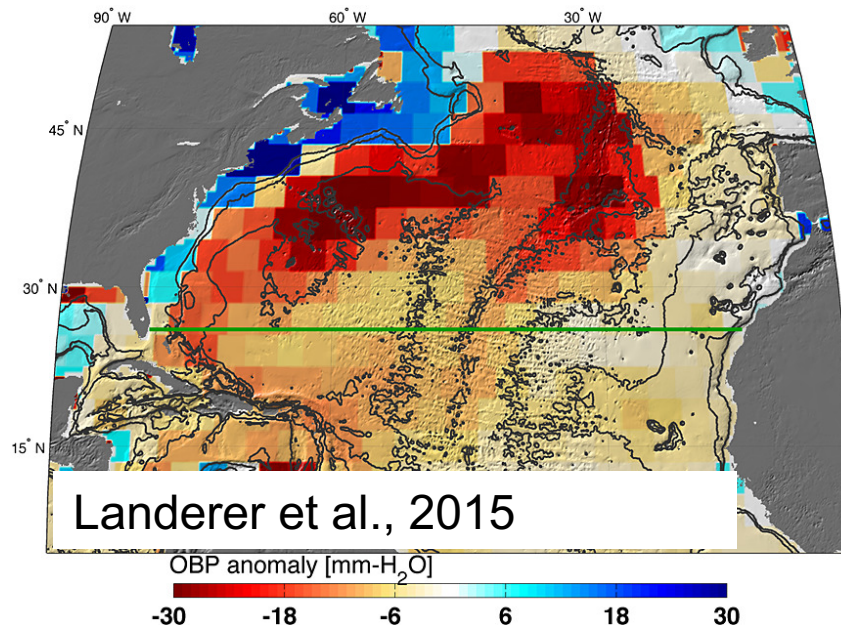 90° W
60° W
30° W
45° N
30° N
15° N
Landerer et al., 2015
OBP anomaly [mm-H₂O]
-30 -18 -6 6 18 30